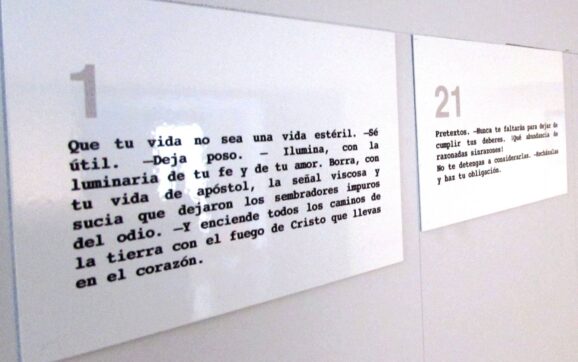 1
Que tu vida no sea una vida estéril. —Sé
útil. —Deja poso. — Ilumina, con la
luminaria de tu fe y de tu amor. Borra, con
tu vida de apóstol, la señal viscosa y
sucia que dejaron los sembradores impuros
del odio. —Y enciende todos los caminos de
la tierra con el fuego de Cristo que llevas
en el corazón.
21
Pretextos. —Nunca te faltarán para dejar de
cumplir tus deberes. ¡Qué abundancia de
razonadas sinrazones!
No te detengas a considerarlas. —Recházalas
y haz tu obligación.